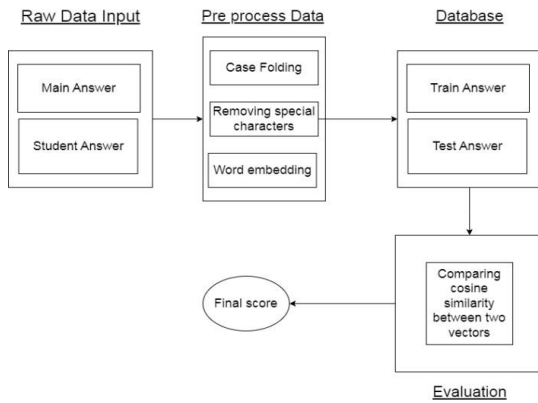 Raw Data Input
Main Answer
Student Answer
Pre process Data
Case Folding
Removing special
characters
Word embedding
Database
Train Answer
Test Answer
Comparing
cosine
similarity
between two
vectors
Evaluation
Final score